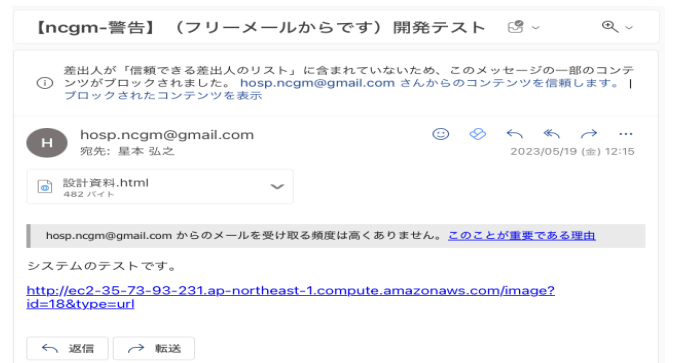 【ncgm-警告】（フリーメールからです）開発テスト
差出人が「信頼できる差出人のリスト」に含まれていないため、このメッセージの一部のコンテ
ンツがブロックされました。 hosp.ncgm@gmail.com さんからのコンテンツを信頼します。 |
ブロックされたコンテンツを表示
H
hosp.ncgm@gmail.com
宛先: 星本 弘之
2023/05/19 (金) 12:15
設計資料.html
482 バイト
hosp.ncgm@gmail.com からのメールを受け取る頻度は高くありません。このことが重要である理由
システムのテストです。
http://ec2-35-73-93-231.ap-northeast-1.compute.amazonaws.com/image?
id=18&type=url
返信
転送